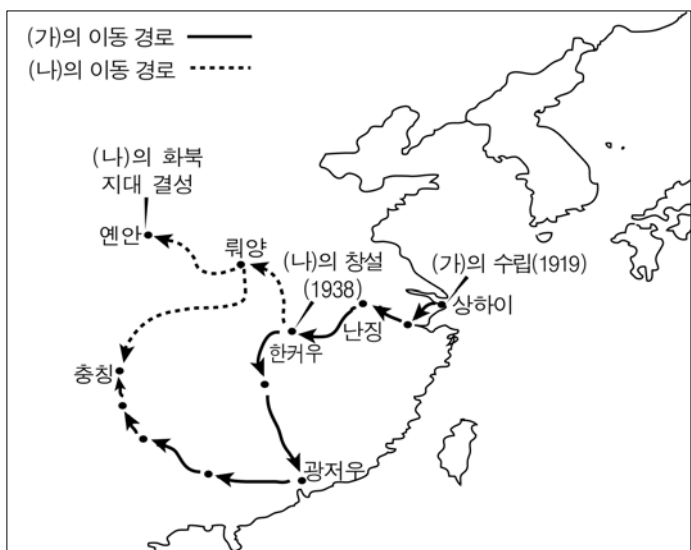 (가)의 이동 경로
(나)의 이동 경로
(나)의 화북
지대 결성
옌안
뤄양
(나)의 창설
(1938)
(가)의 수립(1919)
상하이
난징
한커우
충칭
광저우